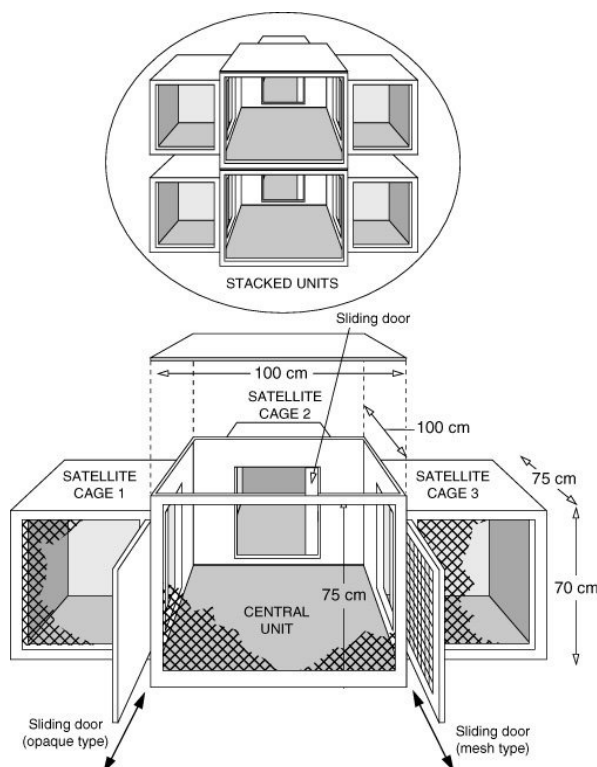 STACKED UNITS
Sliding door
100 cm
SATELLITE
CAGE 2
100 cm
SATELLITE
CAGE 1
SATELLITE
CAGE 3
75 cm
75 cm
70 cm
CENTRAL
UNIT
Sliding door
(opaque type)
Sliding door
(mesh type)